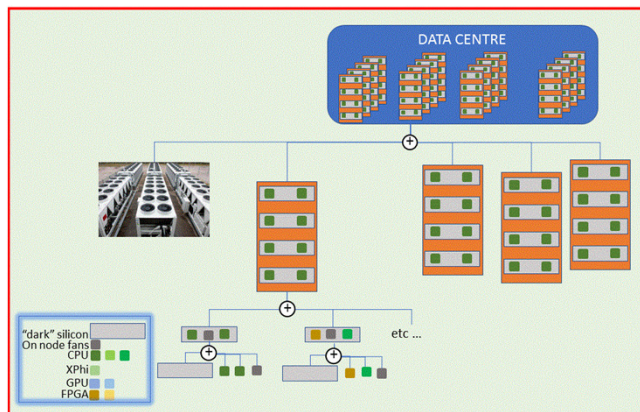 DATA CENTRE
etc ...
"dark" silicon
On node fans
CPU
XPhi
GPU
FPGA